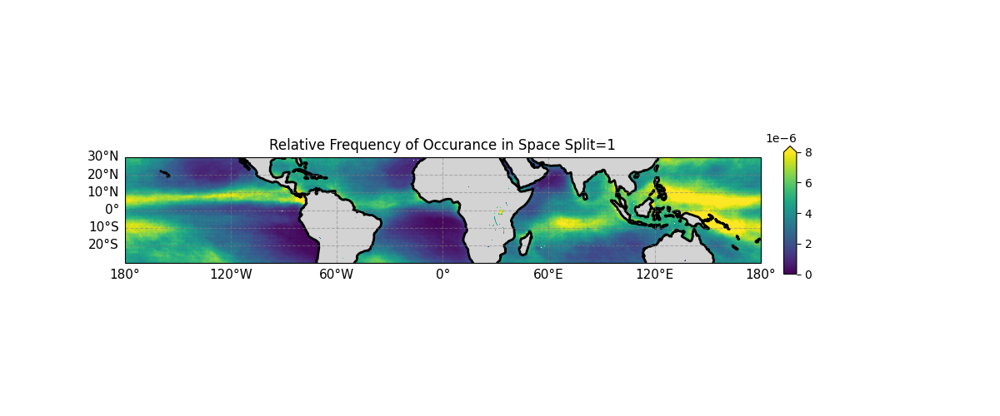 Relative Frequency of Occurance in Space Split=1
1e−6
30°N
20°N
10°N
0°
10°S
20°S
180°
120°W
60°W
0°
60°E
120°E
180°
8
6
4
2
0